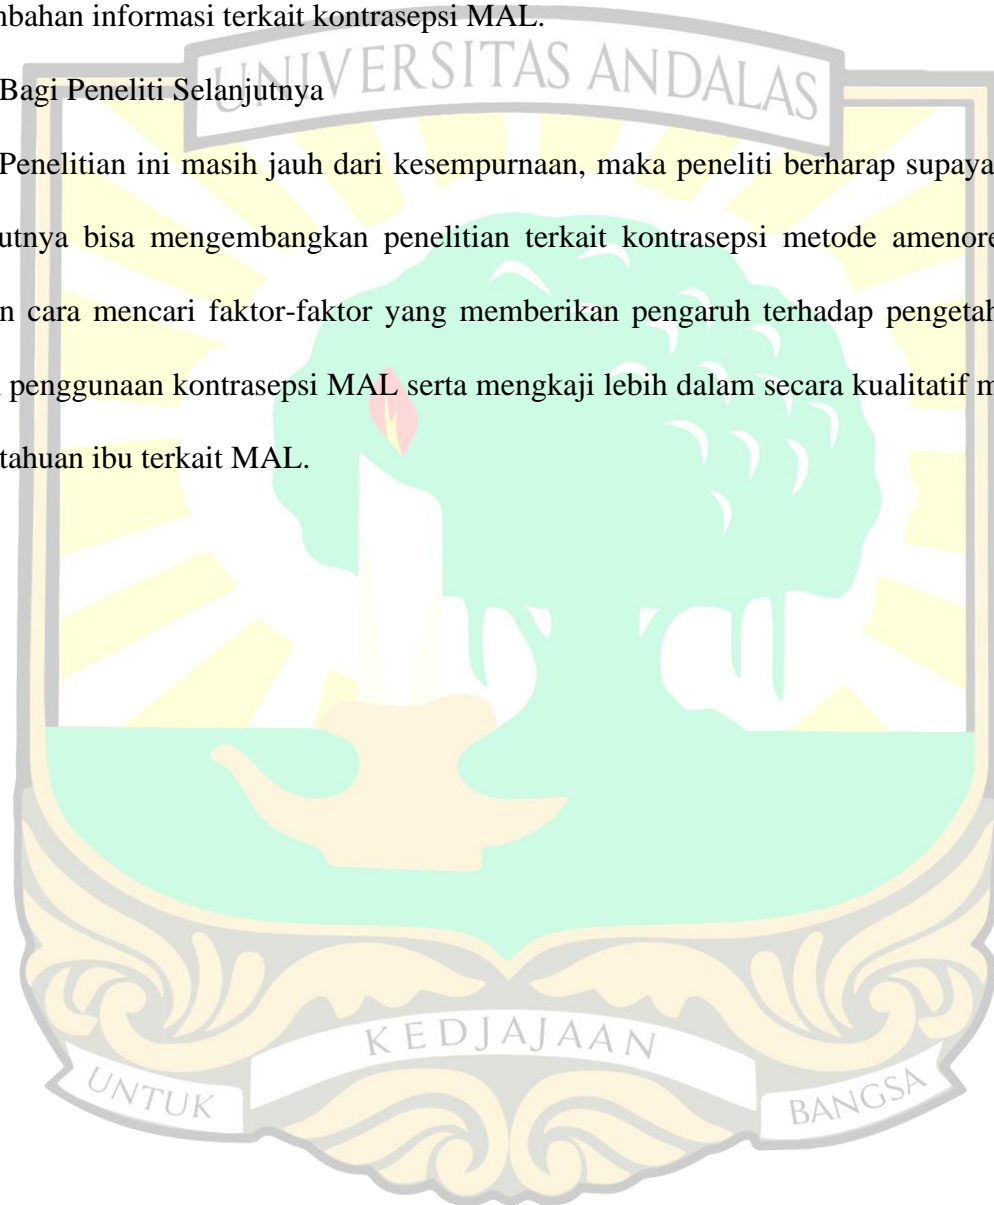 mbahan informasi terkait kontrasepsi MAL.
UNIVERSITAS ANDALAS
Bagi Peneliti Selanjutnya
Penelitian ini masih jauh dari kesempurnaan, maka peneliti berharap supaya
utnya bisa mengembangkan penelitian terkait kontrasepsi metode amenore
n cara mencari faktor-faktor yang memberikan pengaruh terhadap pengetah
penggunaan kontrasepsi MAL serta mengkaji lebih dalam secara kualitatif m
tahuan ibu terkait MAL.
KEDJAJAAN
UNTUK
BANGSA